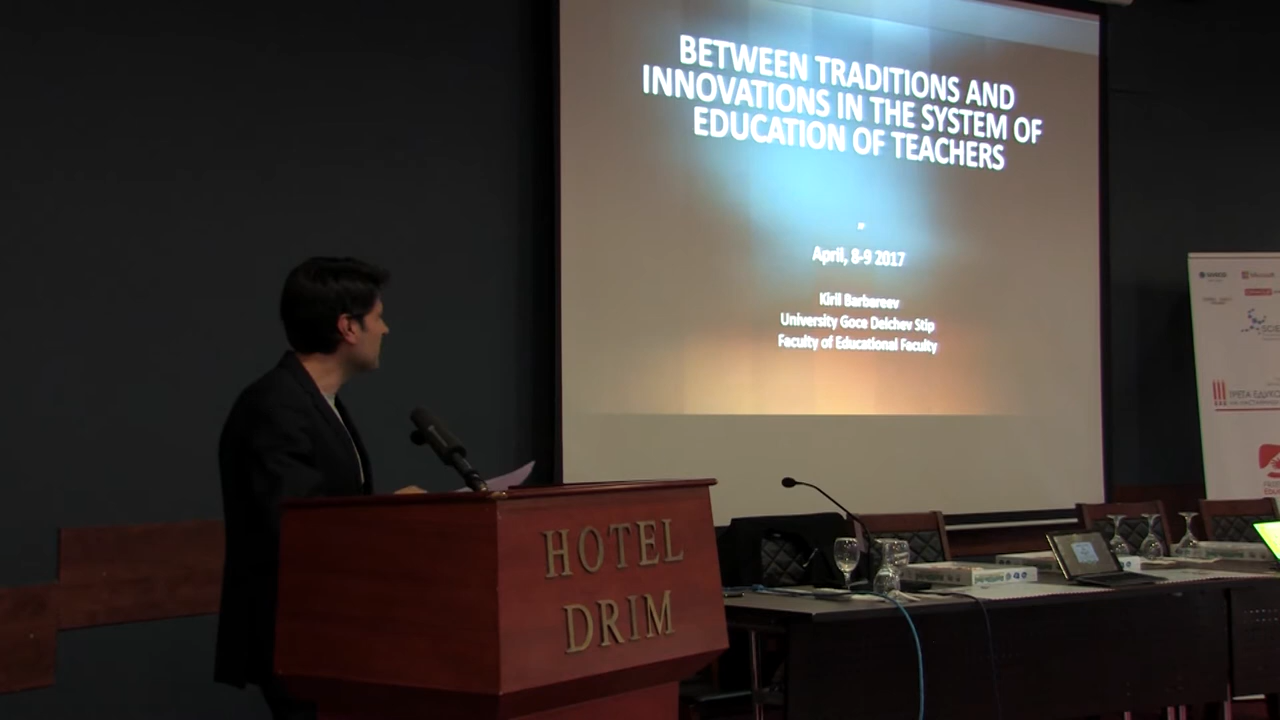 BETWEEN TRADITIONS AND
INNOVATIONS IN THE SYSTEM OF
EDUCATION OF TEACHERS
"
April, 8-9 2017
Kiril Barbareev
University Goce Delchev Stip
Faculty of Educational Faculty
HOTEL
DRIM
ТРЕТА